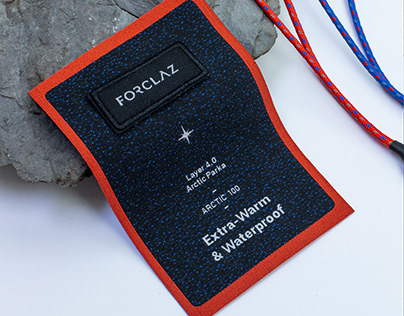 FORCLAZ
Layer 4.0
Arctic Parka
ARCTIC 100
Extra-Warm
& Waterproof